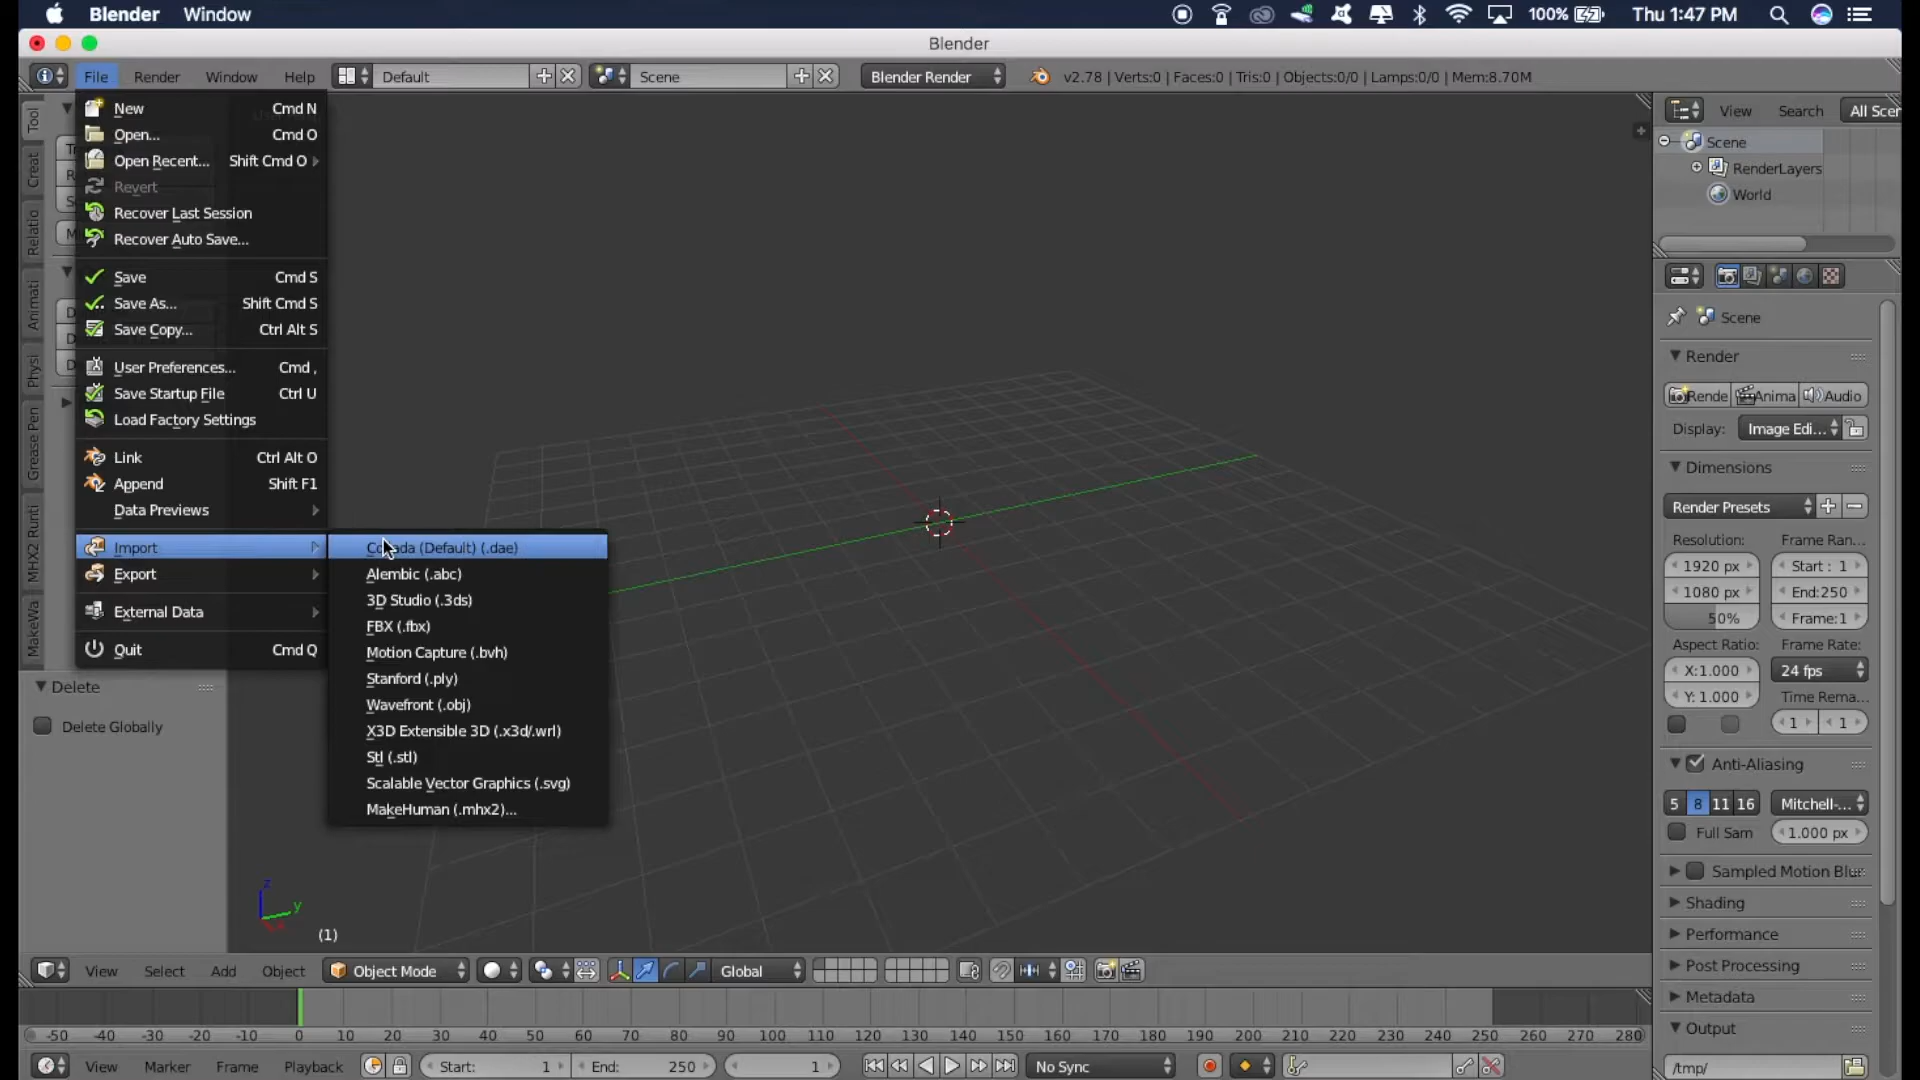 Blender Window 100% Thu 1:47 PM
Blender
File Render Window Help Default Scene Blender Render v2.78 | Verts:0 | Faces:0 | Tris:0 | Objects:0/0 | Lamps:0/0 | Mem:8.70M
New Cmd N
Open... Cmd O
Open Recent... Shift Cmd O
Revert
Recover Last Session
Recover Auto Save...
Save Cmd S
Save As... Shift Cmd S
Save Copy... Ctrl Alt S
User Preferences... Cmd ,
Save Startup File Ctrl U
Load Factory Settings
Link Ctrl Alt O
Append Shift F1
Data Previews
Import
Export
External Data
Quit Cmd Q
(Default) (.dae)
Alembic (.abc)
3D Studio (.3ds)
FBX (.fbx)
Motion Capture (.bvh)
Stanford (.ply)
Wavefront (.obj)
X3D Extensible 3D (.x3d/.wrl)
Stl (.stl)
Scalable Vector Graphics (.svg)
MakeHuman (.mhx2)...
Tool
Creat
Relatio
Animati
Physi
Grease Pen
MHX2 Runti
MakeWa
Delete
Delete Globally
z
y
(1)
View Search All Scer
Scene
RenderLayers
World
Scene
Render
Rende Anima Audio
Display: Image Edi...
Dimensions
Render Presets
Resolution: Frame Ran...
1920 px Start : 1
1080 px End:250
50% Frame:1
Aspect Ratio: Frame Rate:
X:1.000 24 fps
Y: 1.000 Time Rema...
1 1
Anti-Aliasing
5 8 11 16 Mitchell-...
Full Sam 1.000 px
Sampled Motion Blur
Shading
Performance
Post Processing
Metadata
Output
/tmp/
View Select Add Object Object Mode Global
-50 -40 -30 -20 -10 0 10 20 30 40 50 60 70 80 90 100 110 120 130 140 150 160 170 180 190 200 210 220 230 240 250 260 270 280
View Marker Frame Playback Start: 1 End: 250 1 No Sync